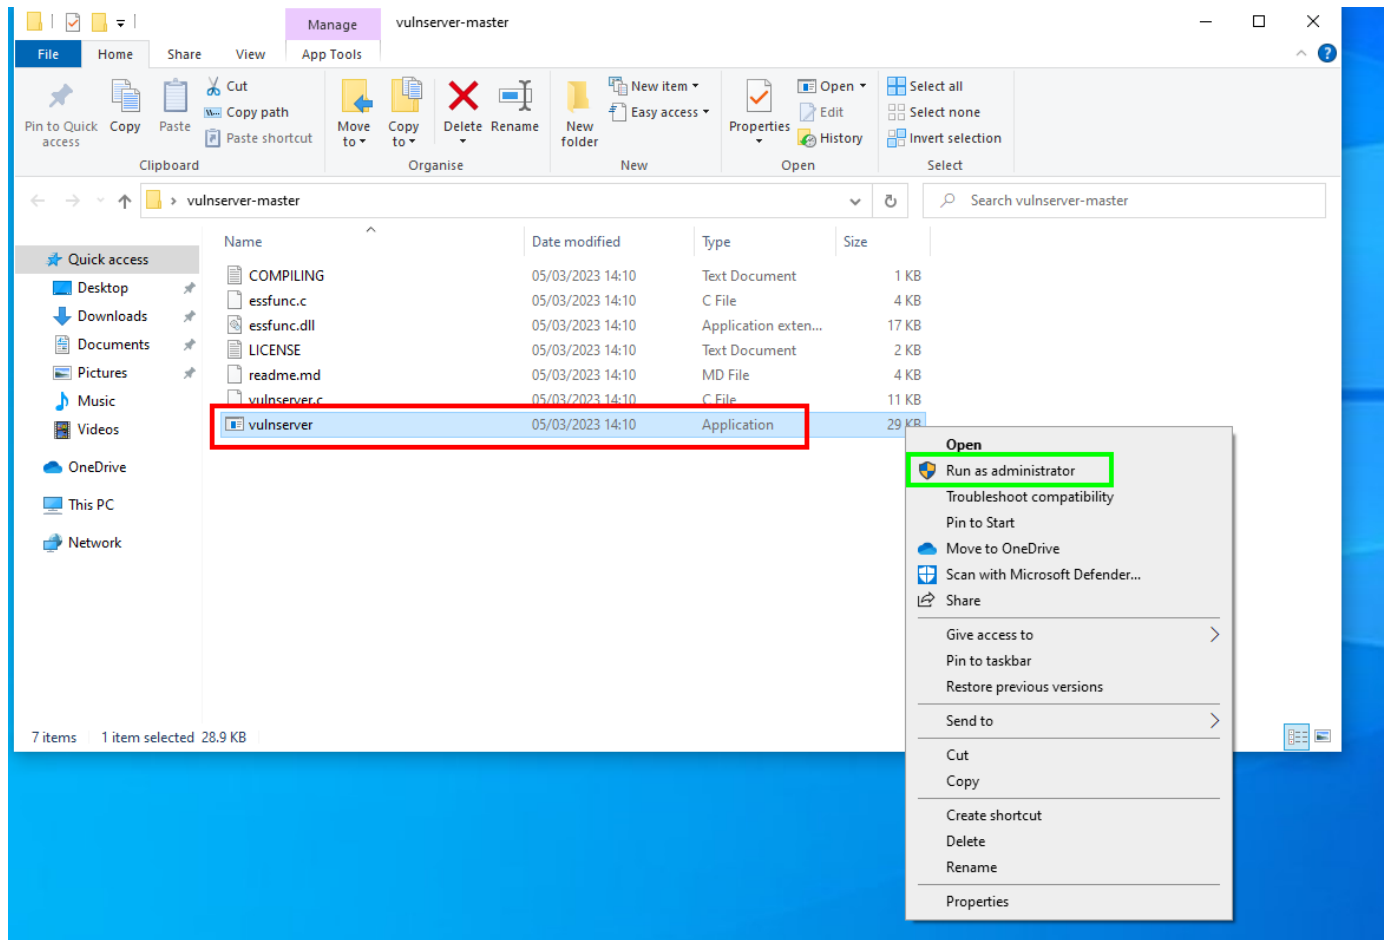 Manage
vulnserver-master
File
Home
Share
View
App Tools
Pin to Quick access
Copy
Paste
Cut
Copy path
Paste shortcut
Clipboard
Move to
Copy to
Delete
Rename
Organise
New folder
New item
Easy access
New
Properties
Open
Edit
History
Open
Select all
Select none
Invert selection
Select
vulnserver-master
Search vulnserver-master
Quick access
Desktop
Downloads
Documents
Pictures
Music
Videos
OneDrive
This PC
Network
Name Date modified Type Size
COMPILING 05/03/2023 14:10 Text Document 1 KB
essfunc.c 05/03/2023 14:10 C File 4 KB
essfunc.dll 05/03/2023 14:10 Application exten... 17 KB
LICENSE 05/03/2023 14:10 Text Document 2 KB
readme.md 05/03/2023 14:10 MD File 4 KB
vulnserver.c 05/03/2023 14:10 C File 11 KB
vulnserver 05/03/2023 14:10 Application 29 KB
Open
Run as administrator
Troubleshoot compatibility
Pin to Start
Move to OneDrive
Scan with Microsoft Defender...
Share
Give access to
Pin to taskbar
Restore previous versions
Send to
Cut
Copy
Create shortcut
Delete
Rename
Properties
7 items 1 item selected 28.9 KB